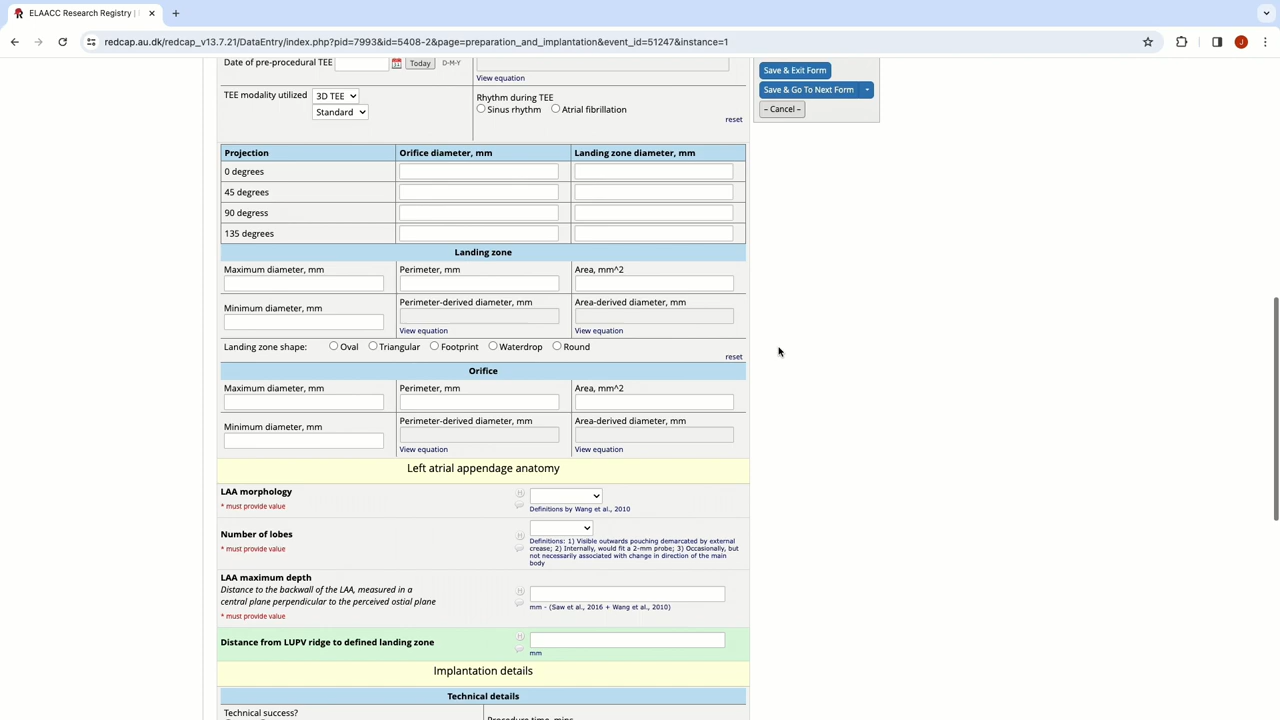 ELAACC Research Registry |
redcap.au.dk/redcap_v13.7.21/DataEntry/index.php?pid=7993&id=5408-2&page=preparation_and_implantation&event_id=51247&instance=1
J
Date of pre-procedural TEE
Today
D-M-Y
View equation
TEE modality utilized
3D TEE
Standard
Rhythm during TEE
Sinus rhythm
Atrial fibrillation
reset
Save & Exit Form
Save & Go To Next Form
– Cancel –
Projection
Orifice diameter, mm
Landing zone diameter, mm
0 degrees
45 degrees
90 degress
135 degrees
Landing zone
Maximum diameter, mm
Perimeter, mm
Area, mm^2
Minimum diameter, mm
Perimeter-derived diameter, mm
View equation
Area-derived diameter, mm
View equation
Landing zone shape:
Oval
Triangular
Footprint
Waterdrop
Round
reset
Orifice
Maximum diameter, mm
Perimeter, mm
Area, mm^2
Minimum diameter, mm
Perimeter-derived diameter, mm
View equation
Area-derived diameter, mm
View equation
Left atrial appendage anatomy
LAA morphology
* must provide value
H
Definitions by Wang et al., 2010
Number of lobes
* must provide value
H
Definitions: 1) Visible outwards pouching demarcated by external
crease; 2) Internally, would fit a 2-mm probe; 3) Occasionally, but
not necessarily associated with change in direction of the main
body
LAA maximum depth
Distance to the backwall of the LAA, measured in a
central plane perpendicular to the perceived ostial plane
* must provide value
H
mm - (Saw et al., 2016 + Wang et al., 2010)
Distance from LUPV ridge to defined landing zone
H
mm
Implantation details
Technical details
Technical success?
Procedure time, mins